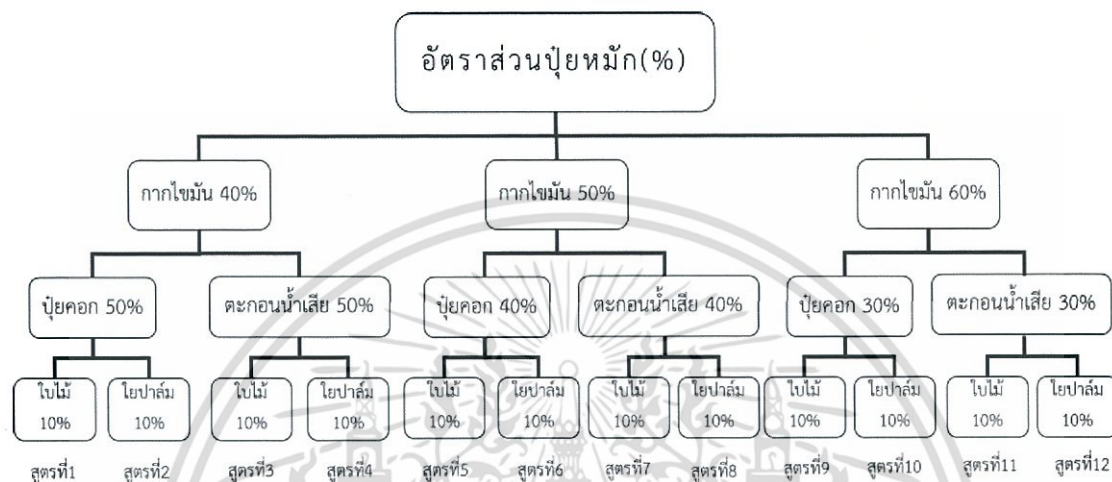 อัตราส่วนปุ๋ยหมัก(%)
กากไขมัน 40%
กากไขมัน 50%
กากไขมัน 60%
ปุ๋ยคอก 50%
ตะกอนน้ำเสีย 50%
ปุ๋ยคอก 40%
ตะกอนน้ำเสีย 40%
ปุ๋ยคอก 30%
ตะกอนน้ำเสีย 30%
ใบไม้
10%
ใยปาล์ม
10%
ใบไม้
10%
ใยปาล์ม
10%
ใบไม้
10%
ใยปาล์ม
10%
ใบไม้
10%
ใยปาล์ม
10%
ใบไม้
10%
ใยปาล์ม
10%
ใบไม้
10%
ใยปาล์ม
10%
สูตรที่1
สูตรที่2
สูตรที่3
สูตรที่4
สูตรที่5
สูตรที่6
สูตรที่7
สูตรที่8
สูตรที่9
สูตรที่10
สูตรที่11
สูตรที่12